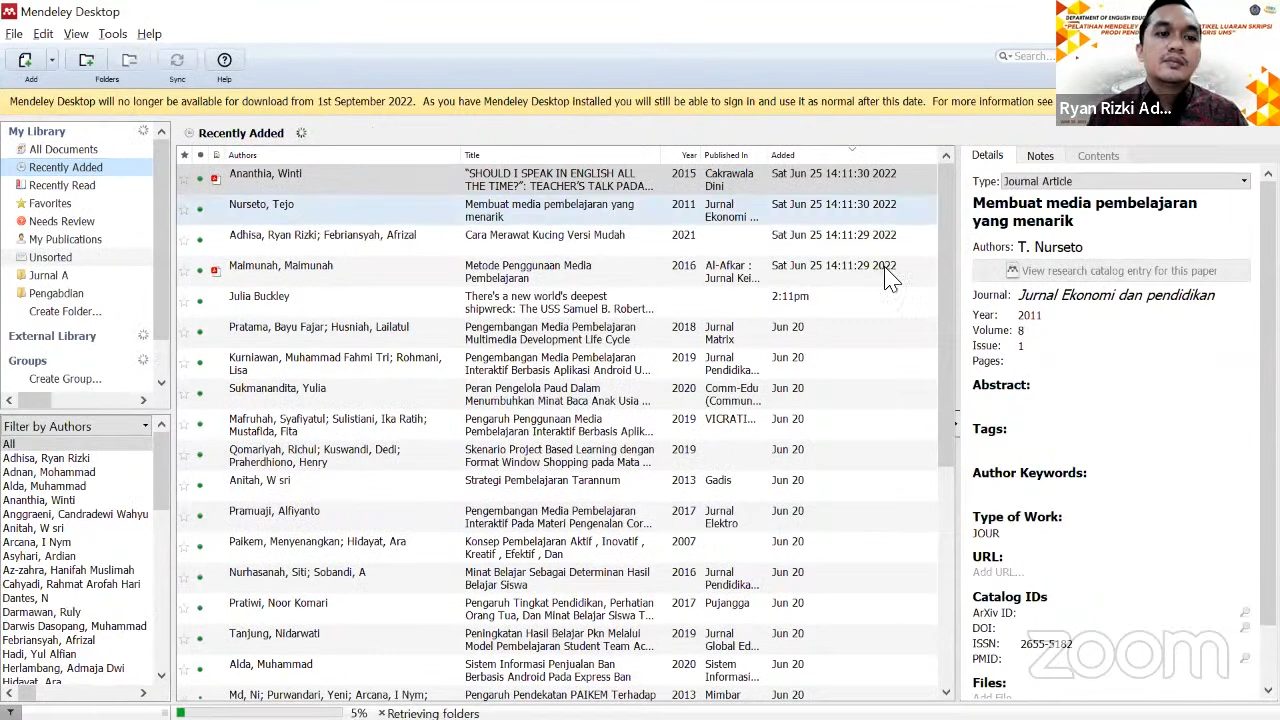 Mendeley Desktop
File Edit View Tools Help
Add Folders Sync Help
Search...
Mendeley Desktop will no longer be available for download from 1st September 2022. As you have Mendeley Desktop installed you will still be able to sign in and use it as normal after this date. For more information see
DEPARTMENT OF ENGLISH
"PELATIHAN MENDELEY
ARTIKEL LUARAN SKRIPSI
PRODI
UMS"
Ryan Rizki Ad...
My Library
All Documents
Recently Added
Recently Read
Favorites
Needs Review
My Publications
Unsorted
Jurnal A
Pengabdian
Create Folder...
External Library
Groups
Create Group...
Filter by Authors
All
Adhisa, Ryan Rizki
Adnan, Mohammad
Alda, Muhammad
Ananthia, Winti
Anggraeni, Candradewi Wahyu
Anitah, W sri
Arcana, I Nym
Asyhari, Ardian
Az-zahra, Hanifah Muslimah
Cahyadi, Rahmat Arofah Hari
Dantes, N
Darmawan, Ruly
Darwis Dasopang, Muhammad
Febriansyah, Afrizal
Hadi, Yul Alfian
Herlambang, Admaja Dwi
Hidayat, Ara
Recently Added
Authors Title Year Published In Added
Ananthia, Winti "SHOULD I SPEAK IN ENGLISH ALL 2015 Cakrawala Sat Jun 25 14:11:30 2022
THE TIME?": TEACHER'S TALK PADA... Dini
Nurseto, Tejo Membuat media pembelajaran yang 2011 Jurnal Sat Jun 25 14:11:30 2022
menarik Ekonomi ...
Adhisa, Ryan Rizki; Febriansyah, Afrizal Cara Merawat Kucing Versi Mudah 2021 Sat Jun 25 14:11:29 2022
Maimunah, Maimunah Metode Penggunaan Media 2016 Al-Afkar : Sat Jun 25 14:11:29 2022
Pembelajaran Jurnal Kei...
Julia Buckley There's a new world's deepest 2:11pm
shipwreck: The USS Samuel B. Robert...
Pratama, Bayu Fajar; Husniah, Lailatul Pengembangan Media Pembelajaran 2018 Jurnal Jun 20
Multimedia Development Life Cycle Matrix
Kurniawan, Muhammad Fahmi Tri; Rohmani, Pengembangan Media Pembelajaran 2019 Jurnal Jun 20
Lisa Interaktif Berbasis Aplikasi Android U... Pendidika...
Sukmanandita, Yulia Peran Pengelola Paud Dalam 2020 Comm-Edu Jun 20
Menumbuhkan Minat Baca Anak Usia ... (Commun...
Mafruhah, Syafiyatul; Sulistiani, Ika Ratih; Pengaruh Penggunaan Media 2019 VICRATI... Jun 20
Mustafida, Fita Pembelajaran Interaktif Berbasis Aplik...
Qomariyah, Richul; Kuswandi, Dedi; Skenario Project Based Learning dengan 2019 Jun 20
Praherdhiono, Henry Format Window Shopping pada Mata ...
Anitah, W sri Strategi Pembelajaran Tarannum 2013 Gadis Jun 20
Pramuaji, Alfiyanto Pengembangan Media Pembelajaran 2017 Jurnal Jun 20
Interaktif Pada Materi Pengenalan Cor... Elektro
Paikem, Menyenangkan; Hidayat, Ara Konsep Pembelajaran Aktif , Inovatif , 2007 Jun 20
Kreatif , Efektif , Dan
Nurhasanah, Siti; Sobandi, A Minat Belajar Sebagai Determinan Hasil 2016 Jurnal Jun 20
Belajar Siswa Pendidika...
Pratiwi, Noor Komari Pengaruh Tingkat Pendidikan, Perhatian 2017 Pujangga Jun 20
Orang Tua, Dan Minat Belajar Siswa T...
Tanjung, Nidarwati Peningkatan Hasil Belajar Pkn Melalui 2019 Jurnal Jun 20
Model Pembelajaran Student Team Ac... Global Ed...
Alda, Muhammad Sistem Informasi Penjualan Ban 2020 Sistem Jun 20
Berbasis Android Pada Express Ban Informasi...
Md, Ni; Purwandari, Yeni; Arcana, I Nym; Pengaruh Pendekatan PAIKEM Terhadap 2013 Mimbar Jun 20
Details Notes Contents
Type: Journal Article
Membuat media pembelajaran
yang menarik
Authors: T. Nurseto
View research catalog entry for this paper
Journal: Jurnal Ekonomi dan pendidikan
Year: 2011
Volume: 8
Issue: 1
Pages:
Abstract:
Tags:
Author Keywords:
Type of Work:
JOUR
URL:
Add URL...
Catalog IDs
ArXiv ID:
DOI:
ISSN: 2655-5182
PMID:
Files:
Add File
zoom
5% Retrieving folders